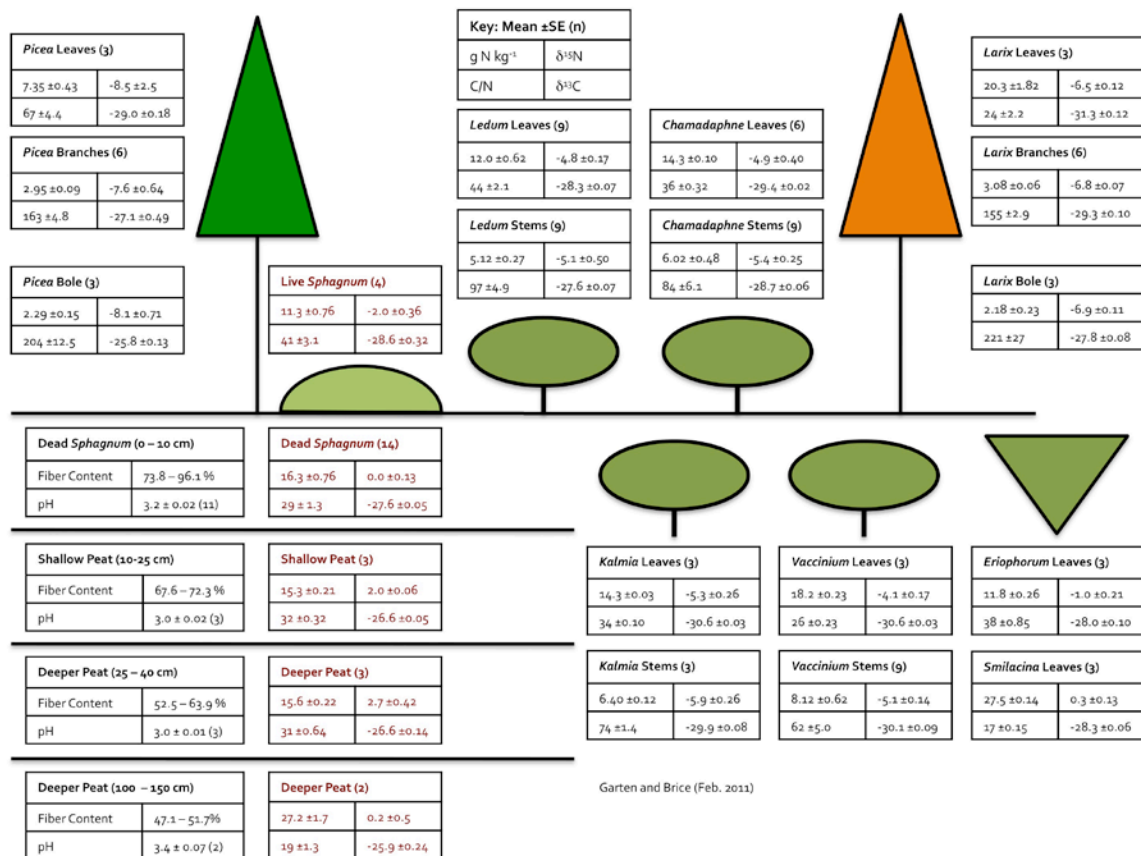 Picea Leaves (3)
7.35 ±0.43 -8.5 ±2.5
67 ±4.4 -29.0 ±0.18
Picea Branches (6)
2.95 ±0.09 -7.6 ±0.64
163 ±4.8 -27.1 ±0.49
Picea Bole (3)
2.29 ±0.15 -8.1 ±0.71
204 ±12.5 -25.8 ±0.13
Live Sphagnum (4)
11.3 ±0.76 -2.0 ±0.36
41 ±3.1 -28.6 ±0.32
Key: Mean ±SE (n)
g N kg⁻¹ δ¹⁵N
C/N δ¹³C
Ledum Leaves (9)
12.0 ±0.62 -4.8 ±0.17
44 ±2.1 -28.3 ±0.07
Ledum Stems (9)
5.12 ±0.27 -5.1 ±0.50
97 ±4.9 -27.6 ±0.07
Chamadaphne Leaves (6)
14.3 ±0.10 -4.9 ±0.40
36 ±0.32 -29.4 ±0.02
Chamadaphne Stems (9)
6.02 ±0.48 -5.4 ±0.25
84 ±6.1 -28.7 ±0.06
Larix Leaves (3)
20.3 ±1.82 -6.5 ±0.12
24 ±2.2 -31.3 ±0.12
Larix Branches (6)
3.08 ±0.06 -6.8 ±0.07
155 ±2.9 -29.3 ±0.10
Larix Bole (3)
2.18 ±0.23 -6.9 ±0.11
221 ±27 -27.8 ±0.08
Dead Sphagnum (0 – 10 cm)
Fiber Content 73.8 – 96.1 %
pH 3.2 ± 0.02 (11)
Dead Sphagnum (14)
16.3 ±0.76 0.0 ±0.13
29 ± 1.3 -27.6 ±0.05
Shallow Peat (10-25 cm)
Fiber Content 67.6 – 72.3 %
pH 3.0 ± 0.02 (3)
Shallow Peat (3)
15.3 ±0.21 2.0 ±0.06
32 ±0.32 -26.6 ±0.05
Deeper Peat (25 – 40 cm)
Fiber Content 52.5 – 63.9 %
pH 3.0 ± 0.01 (3)
Deeper Peat (3)
15.6 ±0.22 2.7 ±0.42
31 ±0.64 -26.6 ±0.14
Deeper Peat (100 – 150 cm)
Fiber Content 47.1 – 51.7%
pH 3.4 ± 0.07 (2)
Deeper Peat (2)
27.2 ±1.7 0.2 ±0.5
19 ±1.3 -25.9 ±0.24
Kalmia Leaves (3)
14.3 ±0.03 -5.3 ±0.26
34 ±0.10 -30.6 ±0.03
Kalmia Stems (3)
6.40 ±0.12 -5.9 ±0.26
74 ±1.4 -29.9 ±0.08
Vaccinium Leaves (3)
18.2 ±0.23 -4.1 ±0.17
26 ±0.23 -30.6 ±0.03
Vaccinium Stems (9)
8.12 ±0.62 -5.1 ±0.14
62 ±5.0 -30.1 ±0.09
Eriophorum Leaves (3)
11.8 ±0.26 -1.0 ±0.21
38 ±0.85 -28.0 ±0.10
Smilacina Leaves (3)
27.5 ±0.14 0.3 ±0.13
17 ±0.15 -28.3 ±0.06
Garten and Brice (Feb. 2011)